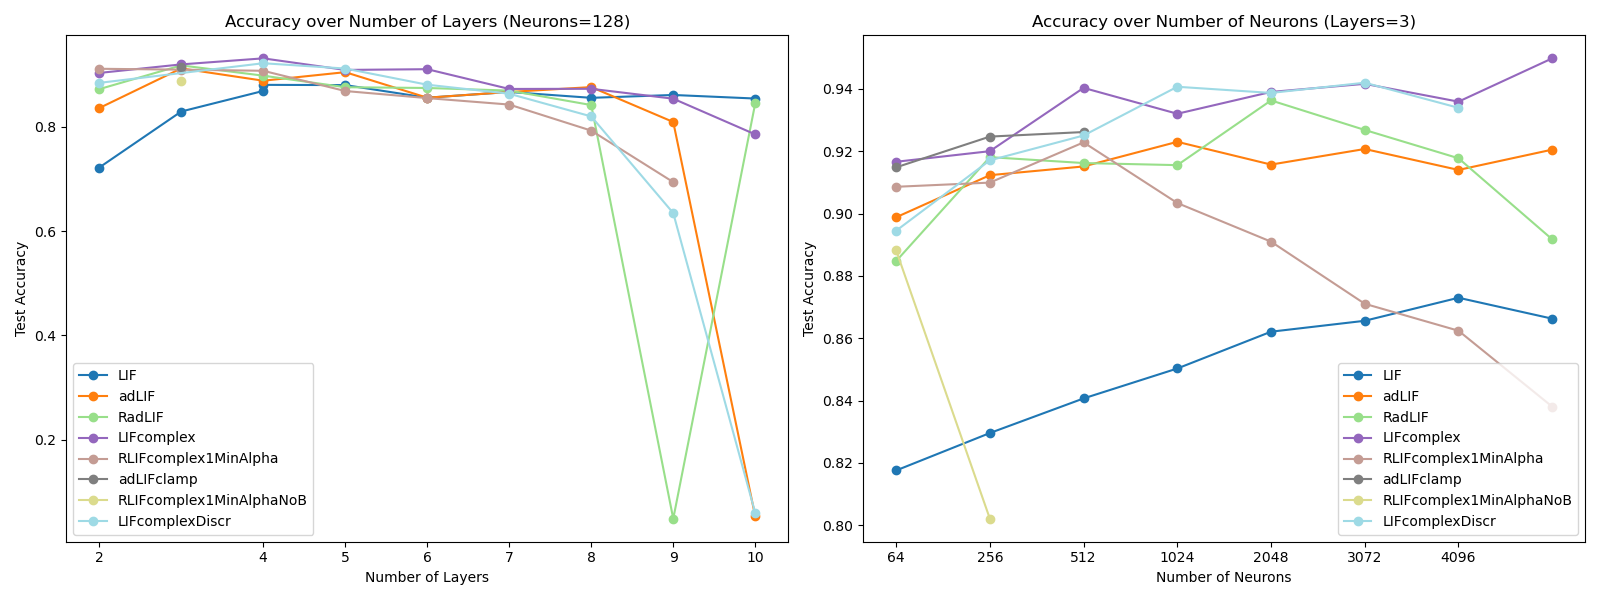 Accuracy over Number of Layers (Neurons=128)
Test Accuracy
0.8
0.6
0.4
0.2
LIF
adLIF
RadLIF
LIFcomplex
RLIFcomplex1MinAlpha
adLIFclamp
RLIFcomplex1MinAlphaNoB
LIFcomplexDiscr
2 4 5 6 7 8 9 10
Number of Layers
Accuracy over Number of Neurons (Layers=3)
Test Accuracy
0.94
0.92
0.90
0.88
0.86
0.84
0.82
0.80
LIF
adLIF
RadLIF
LIFcomplex
RLIFcomplex1MinAlpha
adLIFclamp
RLIFcomplex1MinAlphaNoB
LIFcomplexDiscr
64 256 512 1024 2048 3072 4096
Number of Neurons